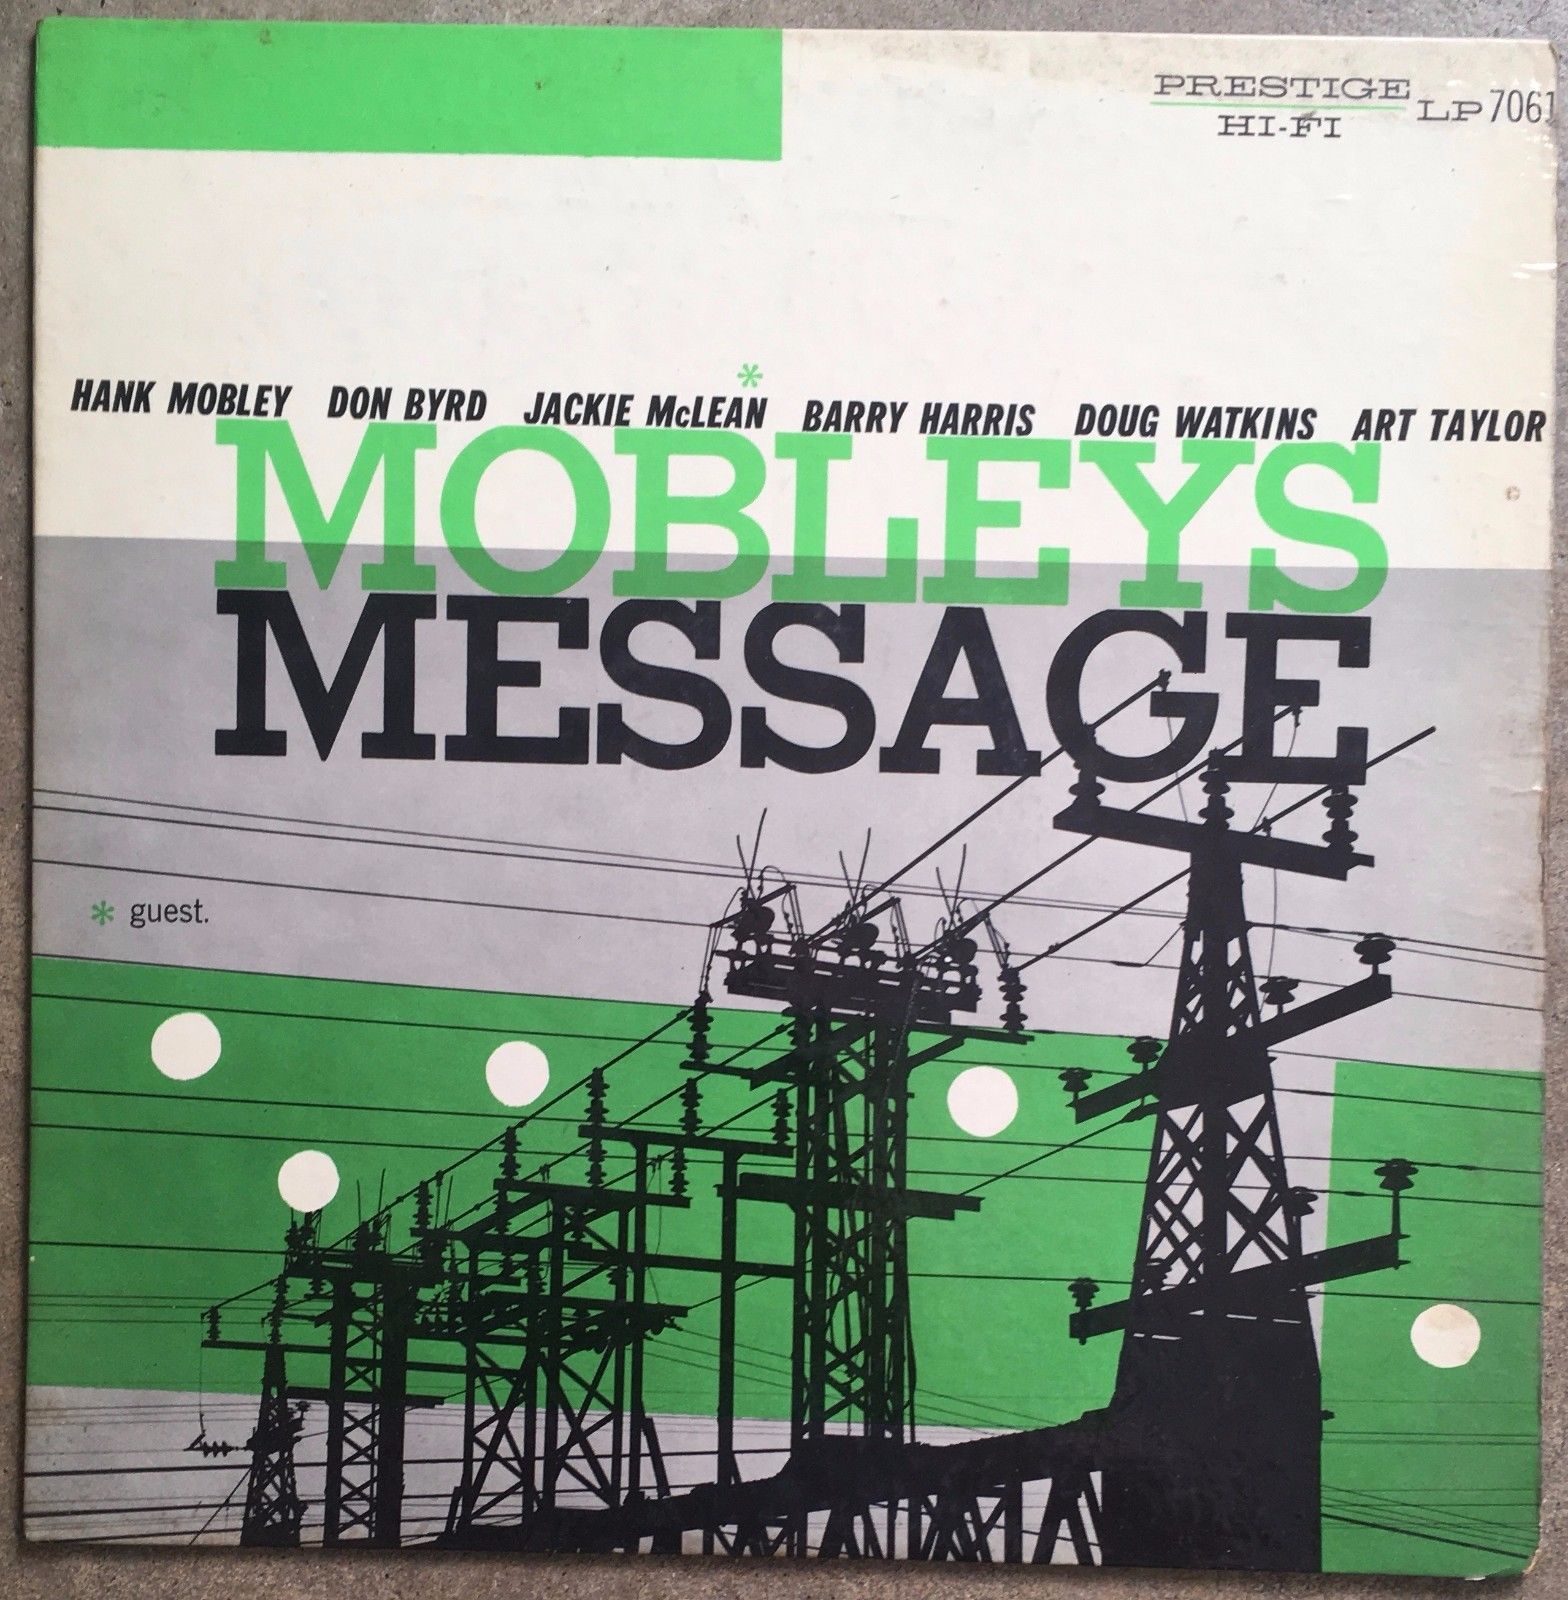 PRESTIGE LP 7061
HI-FI
HANK MOBLEY DON BYRD JACKIE McLEAN* BARRY HARRIS DOUG WATKINS ART TAYLOR
MOBLEYS
MESSAGE
* guest.